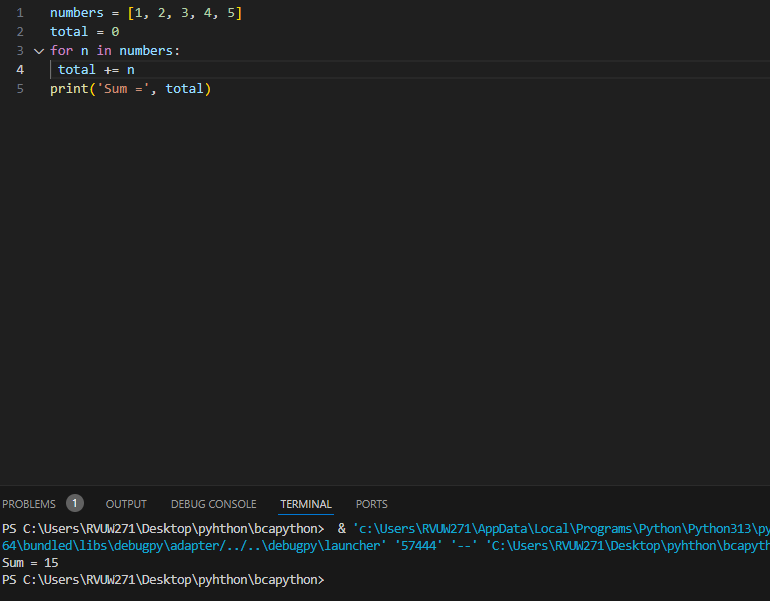 1 numbers = [1, 2, 3, 4, 5]
2 total = 0
3 for n in numbers:
4 total += n
5 print('Sum =', total)
PROBLEMS 1 OUTPUT DEBUG CONSOLE TERMINAL PORTS
PS C:\Users\RVUW271\Desktop\pyhthon\bcapython> & 'c:\Users\RVUW271\AppData\Local\Programs\Python\Python313\py
64\bundled\libs\debugpy\adapter/../..\debugpy\launcher' '57444' '--' 'C:\Users\RVUW271\Desktop\pyhthon\bcapyth
Sum = 15
PS C:\Users\RVUW271\Desktop\pyhthon\bcapython>